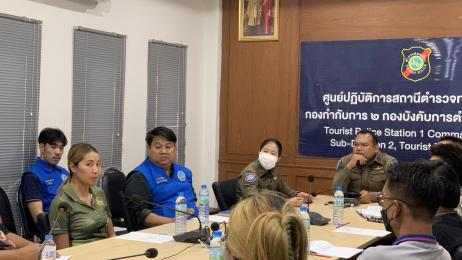 ศูนย์ปฏิบัติการสถานีตำรวจท
กองกำกับการ ๒ กองบังคับการตำ
Tourist Police Station 1 Comma
Sub-Division 2, Tourist